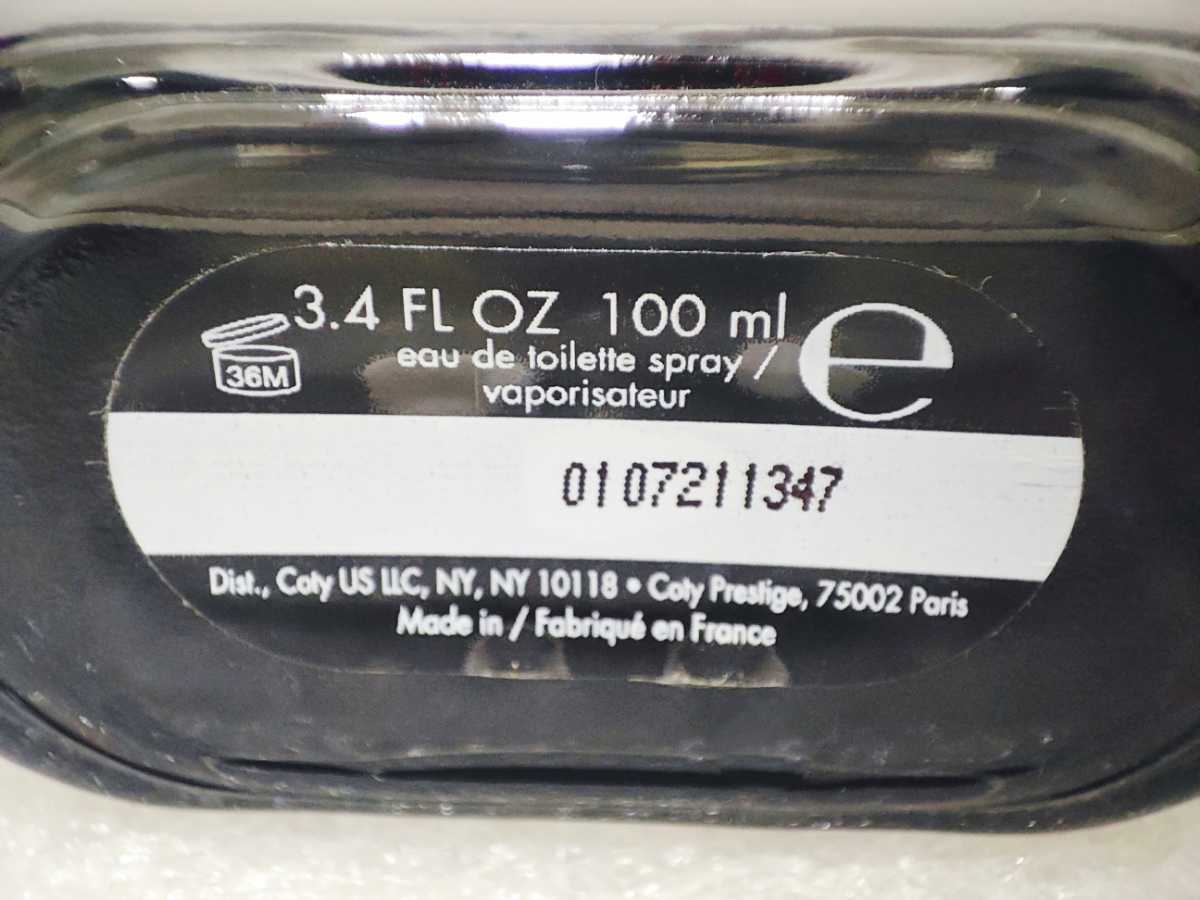 3.4 FL OZ 100 ml e
36M
eau de toilette spray /
vaporisateur
0107211347
Dist., Coty US LLC, NY, NY 10118 • Coty Prestige, 75002 Paris
Made in / Fabriqué en France